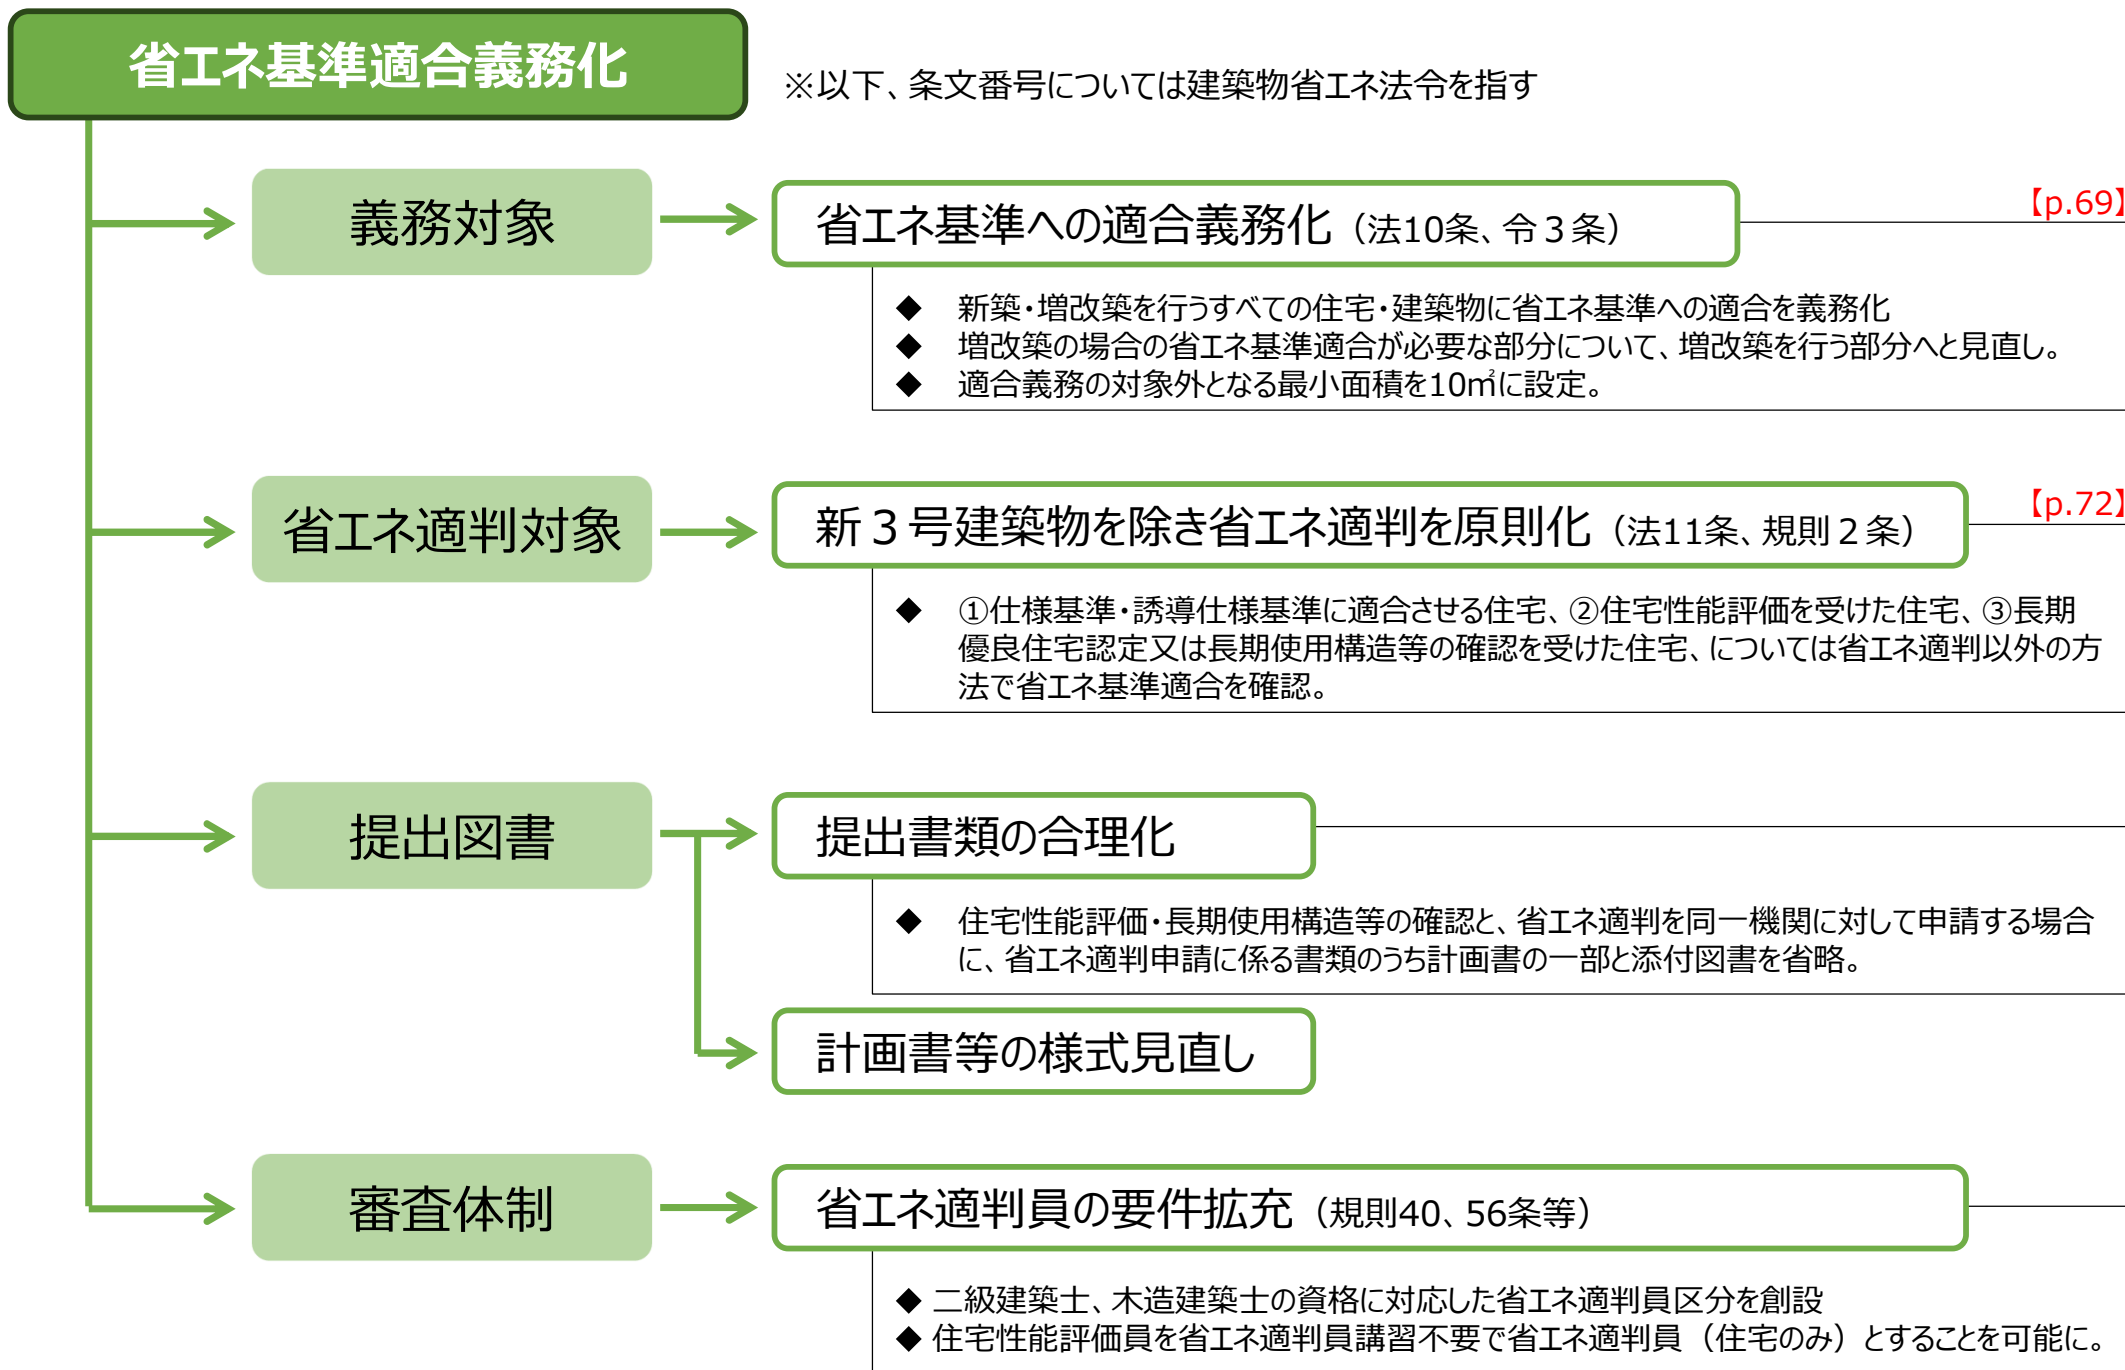 省エネ基準適合義務化
※以下、条文番号については建築物省エネ法令を指す
義務対象
省エネ基準への適合義務化（法10条、令３条）
【p.69】
◆ 新築・増改築を行うすべての住宅・建築物に省エネ基準への適合を義務化
◆ 増改築の場合の省エネ基準適合が必要な部分について、増改築を行う部分へと見直し。
◆ 適合義務の対象外となる最小面積を10㎡に設定。
省エネ適判対象
新３号建築物を除き省エネ適判を原則化（法11条、規則２条）
【p.72】
◆ ①仕様基準・誘導仕様基準に適合させる住宅、②住宅性能評価を受けた住宅、③長期
優良住宅認定又は長期使用構造等の確認を受けた住宅、については省エネ適判以外の方
法で省エネ基準適合を確認。
提出図書
提出書類の合理化
◆ 住宅性能評価・長期使用構造等の確認と、省エネ適判を同一機関に対して申請する場合
に、省エネ適判申請に係る書類のうち計画書の一部と添付図書を省略。
計画書等の様式見直し
審査体制
省エネ適判員の要件拡充（規則40、56条等）
◆ 二級建築士、木造建築士の資格に対応した省エネ適判員区分を創設
◆ 住宅性能評価員を省エネ適判員講習不要で省エネ適判員（住宅のみ）とすることを可能に。